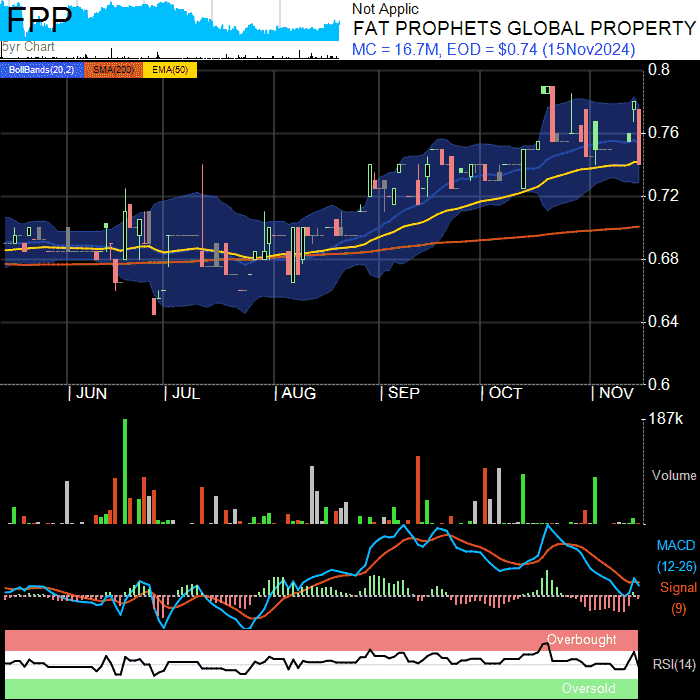 FPP
5yr Chart
Not Applic
FAT PROPHETS GLOBAL PROPERTY
MC = 16.7M, EOD = $0.74 (15Nov2024)
BollBands(20,2) SMA(200) EMA(50)
0.8
0.76
0.72
0.68
0.64
0.6
JUN JUL AUG SEP OCT NOV
187k
Volume
MACD
(12-26)
Signal
(9)
Overbought
RSI(14)
Oversold